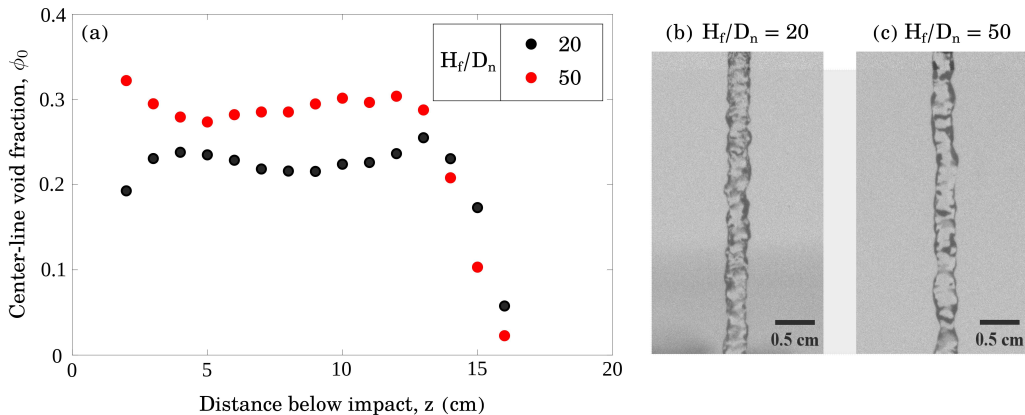 (a)
H_f/D_n
20
50
0.4
0.3
0.2
0.1
0
0
5
10
15
20
Center-line void fraction, ϕ_0
Distance below impact, z (cm)
(b) H_f/D_n = 20
0.5 cm
(c) H_f/D_n = 50
0.5 cm